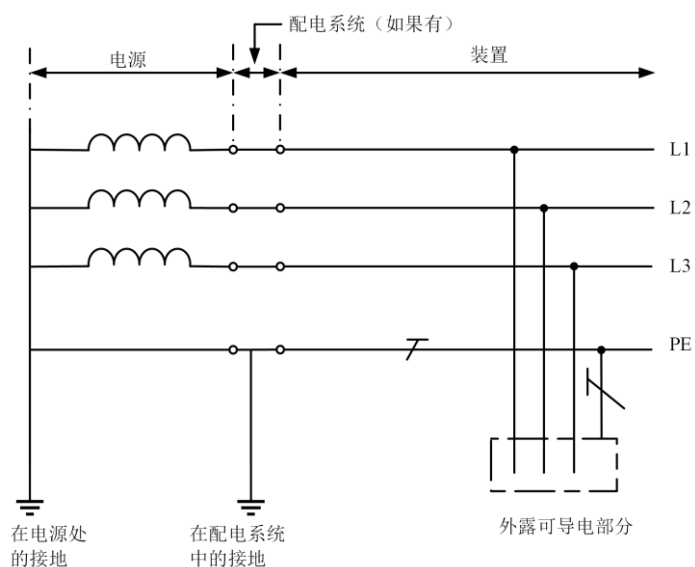 配电系统（如果有）
电源
装置
L1
L2
L3
PE
在电源处
的接地
在配电系统
中的接地
外露可导电部分